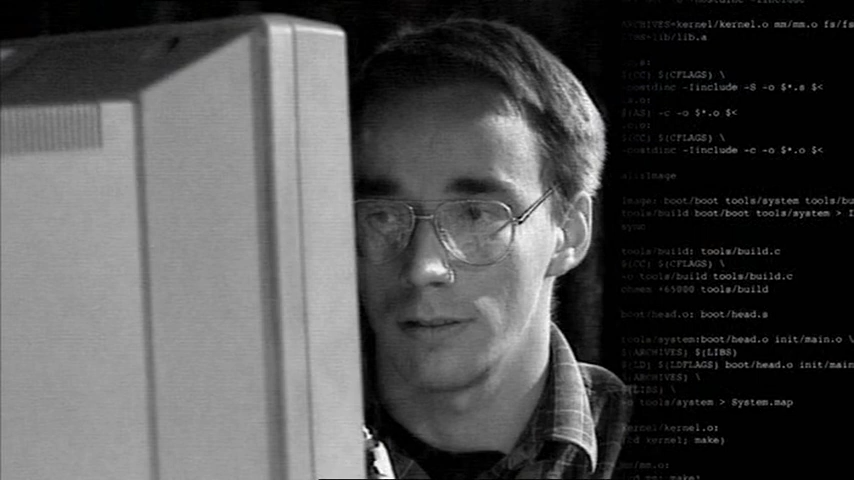 ARCHIVES=kernel/kernel.o mm/mm.o fs/fs
LIBS=lib/lib.a
.c.s:
$(CC) $(CFLAGS) \
-nostdinc -Iinclude -S -o $*.s $<
.s.o:
$(AS) -c -o $*.o $<
.c.o:
$(CC) $(CFLAGS) \
-nostdinc -Iinclude -c -o $*.o $<
all: Image
Image: boot/boot tools/system tools/bu
tools/build boot/boot tools/system > I
sync
tools/build: tools/build.c
$(CC) $(CFLAGS) \
-o tools/build tools/build.c
chmem +65000 tools/build
boot/head.o: boot/head.s
tools/system:boot/head.o init/main.o \
$(ARCHIVES) $(LIBS)
$(LD) $(LDFLAGS) boot/head.o init/main
$(ARCHIVES) \
$(LIBS) \
-o tools/system > System.map
kernel/kernel.o:
(cd kernel; make)
mm/mm.o:
(cd mm; make)